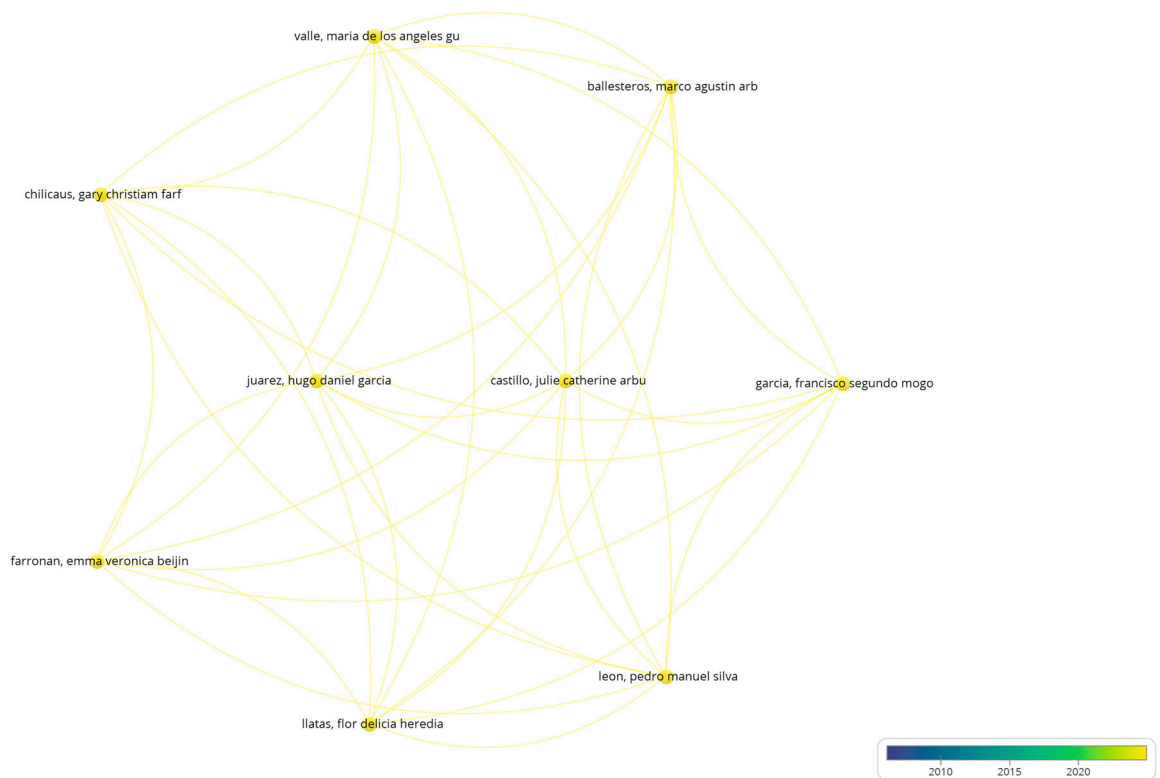 valle, maria de los angeles gu
ballesteros, marco agustin arb
chilicaus, gary christiam farf
juarez, hugo daniel garcia
castillo, julie catherine arbu
garcia, francisco segundo mogo
farronan, emma veronica beijin
leon, pedro manuel silva
llatas, flor delicia heredia
2010 2015 2020